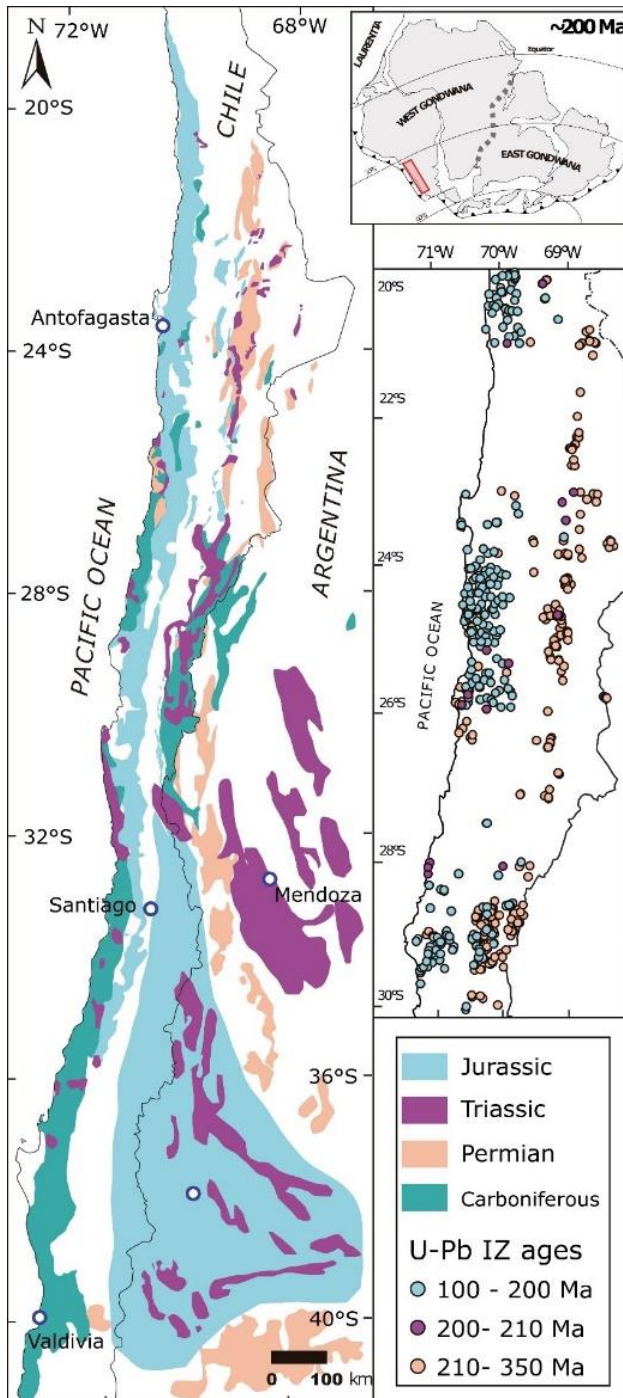 72°W
68°W
N
20°S
CHILE
Antofagasta
24°S
PACIFIC OCEAN
ARGENTINA
28°S
32°S
Santiago
Mendoza
36°S
40°S
Valdivia
0 100 km
~200 Ma
LAURENTIA
Equator
WEST GONDWANA
EAST GONDWANA
71°W 70°W 69°W
20°S
22°S
24°S
PACIFIC OCEAN
26°S
28°S
30°S
Jurassic
Triassic
Permian
Carboniferous
U-Pb IZ ages
100 - 200 Ma
200- 210 Ma
210- 350 Ma